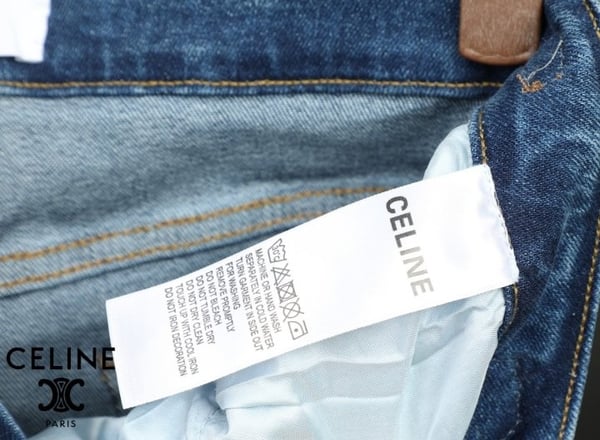 CELINE
MACHINE OR HAND WASH
SEPARATELY IN COLD WATER
TURN GARMENT IN SIDE OUT
FOR WASHING
REMOVE PROMPTLY
DO NOT BLEACH
DO NOT TUMBLE DRY
DO NOT DRY CLEAN
TOUCH UP WITH COOL IRON
DO NOT IRON DECORATION
CELINE
PARIS